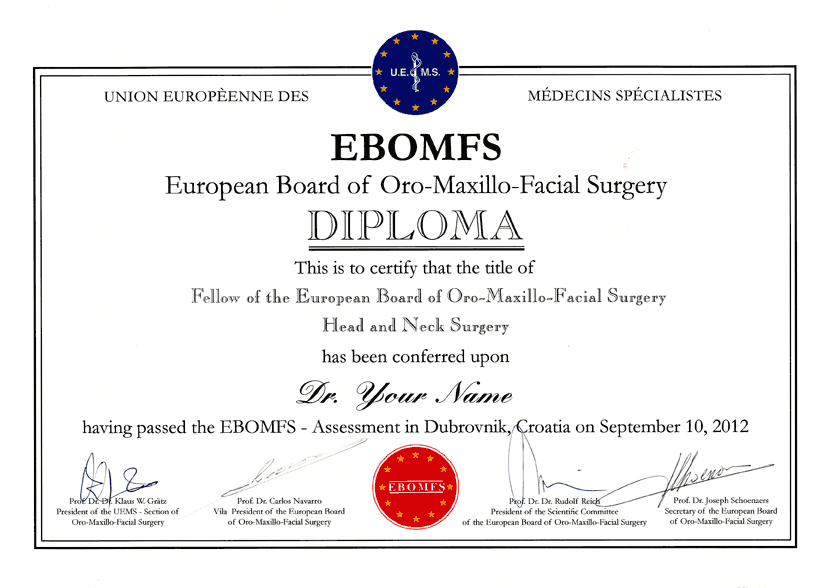 U.E. M.S.
UNION EUROPÈENNE DES
MÉDECINS SPÉCIALISTES
EBOMFS
European Board of Oro-Maxillo-Facial Surgery
DIPLOMA
This is to certify that the title of
Fellow of the European Board of Oro-Maxillo-Facial Surgery
Head and Neck Surgery
has been conferred upon
Dr. Your Name
having passed the EBOMFS - Assessment in Dubrovnik, Croatia on September 10, 2012
EBOMFS
Prof. Dr. Dr. Klaus W. Grätz
President of the UEMS - Section of
Oro-Maxillo-Facial Surgery
Prof. Dr. Carlos Navarro
Vila President of the European Board
of Oro-Maxillo-Facial Surgery
Prof. Dr. Dr. Rudolf Reich
President of the Scientific Committee
of the European Board of Oro-Maxillo-Facial Surgery
Prof. Dr. Joseph Schoenaers
Secretary of the European Board
of Oro-Maxillo-Facial Surgery